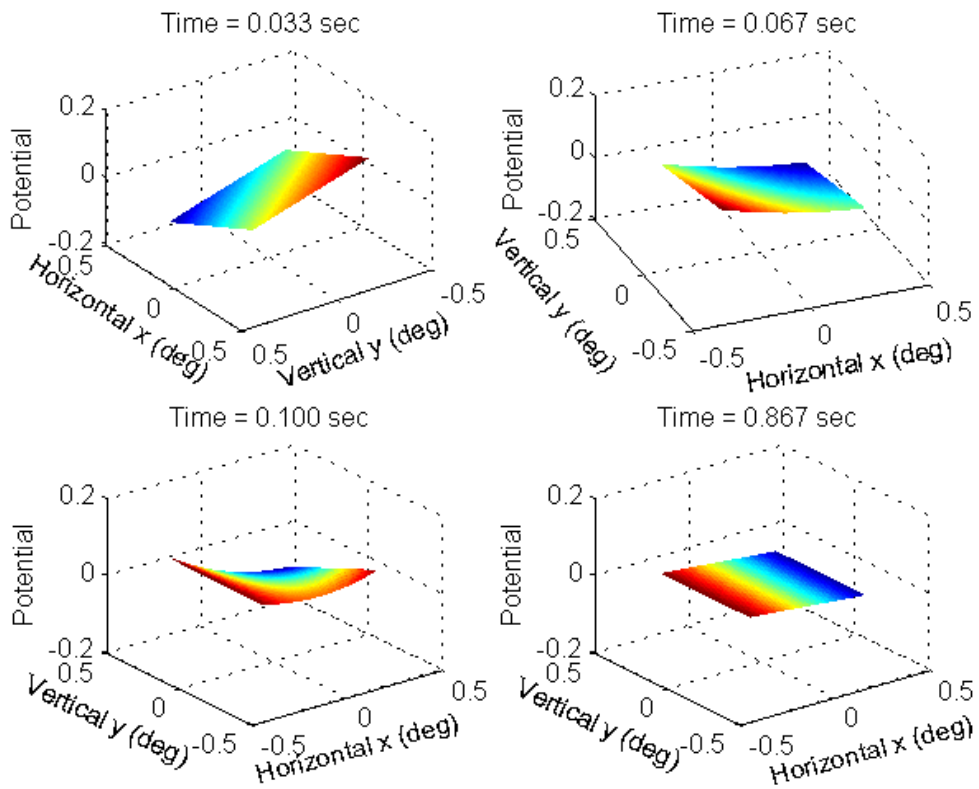 Time = 0.033 sec
0.2
0
-0.2
Potential
0.5
0
-0.5
Horizontal x (deg)
0.5
0
-0.5
Vertical y (deg)
Time = 0.067 sec
0.2
0
-0.2
Potential
0.5
0
-0.5
Vertical y (deg)
-0.5
0
0.5
Horizontal x (deg)
Time = 0.100 sec
0.2
0
-0.2
Potential
0.5
0
-0.5
Vertical y (deg)
-0.5
0
0.5
Horizontal x (deg)
Time = 0.867 sec
0.2
0
-0.2
Potential
0.5
0
-0.5
Vertical y (deg)
-0.5
0
0.5
Horizontal x (deg)